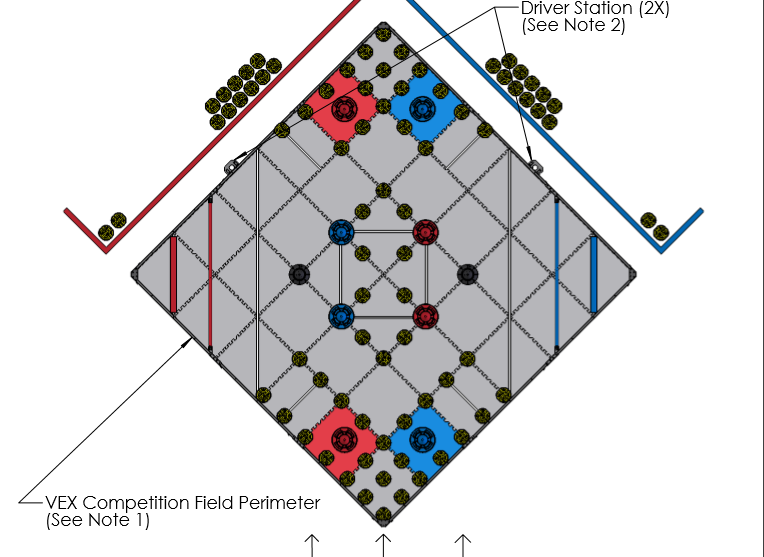 Driver Station (2X)
(See Note 2)
VEX Competition Field Perimeter
(See Note 1)